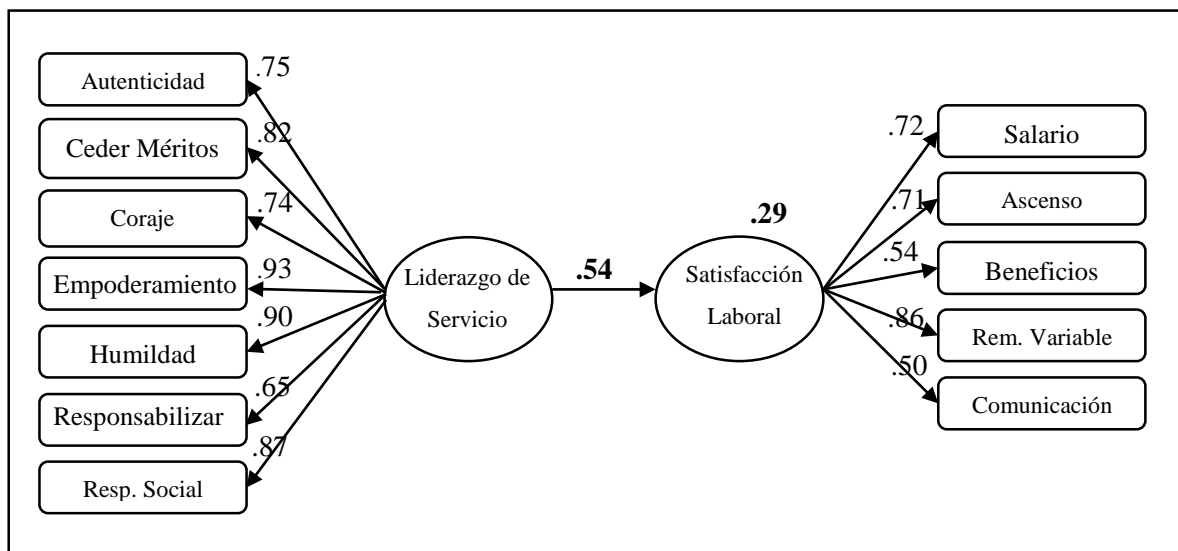 .75
Autenticidad
.82
Ceder Méritos
.74
Coraje
.93
Empoderamiento
.90
Humildad
.65
Responsabilizar
.87
Resp. Social
Liderazgo de
Servicio
.54
.29
Satisfacción
Laboral
.72
Salario
.71
Ascenso
.54
Beneficios
.86
Rem. Variable
.50
Comunicación